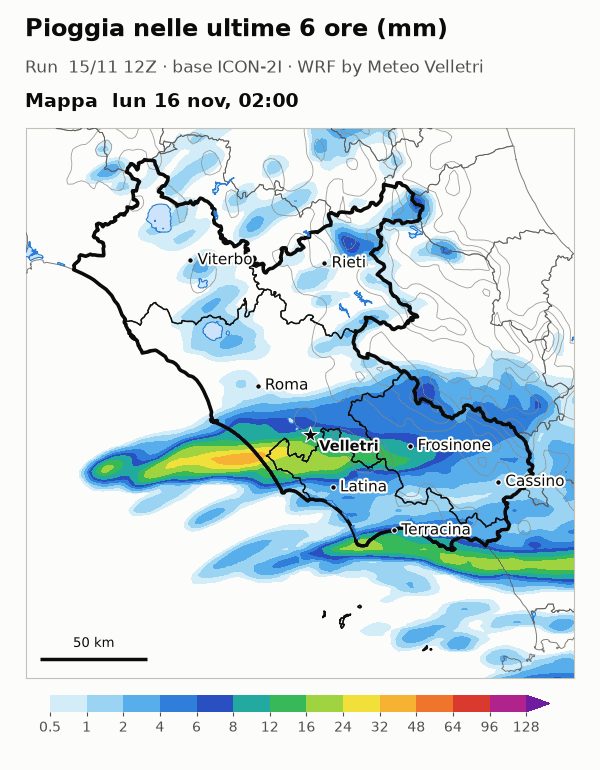 Pioggia nelle ultime 6 ore (mm)
Run  15/11 12Z · base ICON-2I · WRF by Meteo Velletri
Mappa  lun 16 nov, 02:00
Viterbo
Rieti
Roma
Velletri
Frosinone
Latina
Cassino
Terracina
50 km
0.5 1 2 4 6 8 12 16 24 32 48 64 96 128